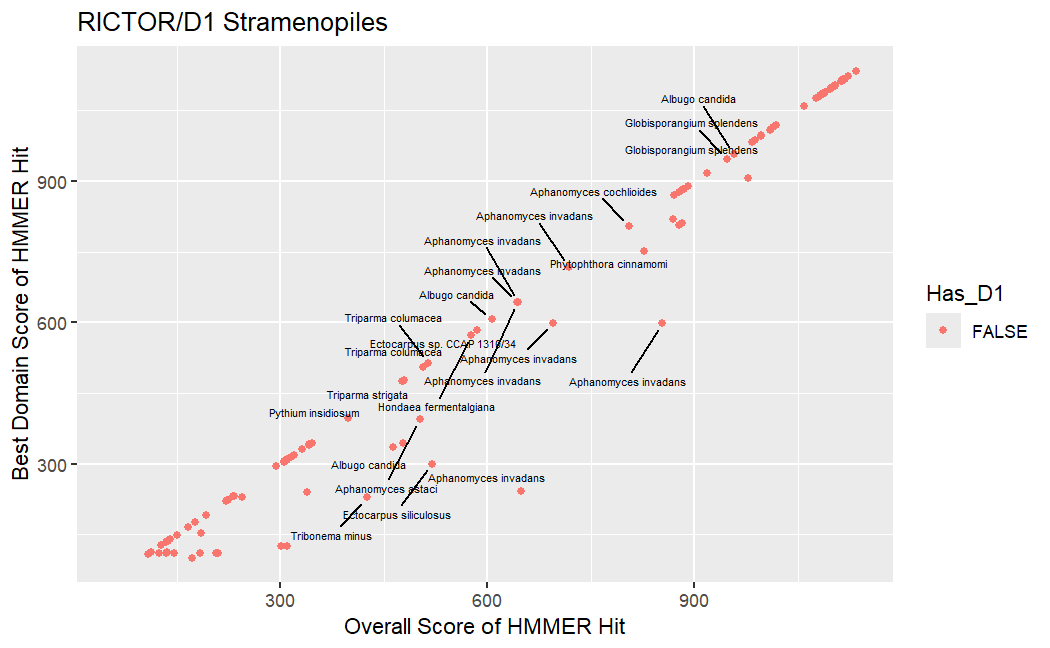 RICTOR/D1 Stramenopiles
Best Domain Score of HMMER Hit
900
600
300
Albugo candida
Globisporangium splendens
Globisporangium splendens
Aphanomyces cochlioides
Aphanomyces invadans
Aphanomyces invadans
Phytophthora cinnamomi
Aphanomyces invadans
Albugo candida
Triparma columacea
Ectocarpus sp. CCAP 1310/34
Triparma columacea
Aphanomyces invadans
Aphanomyces invadans
Aphanomyces invadans
Triparma strigata
Hondaea fermentalgiana
Pythium insidiosum
Albugo candida
Aphanomyces invadans
Aphanomyces astaci
Ectocarpus siliculosus
Tribonema minus
300
600
900
Overall Score of HMMER Hit
Has_D1
FALSE